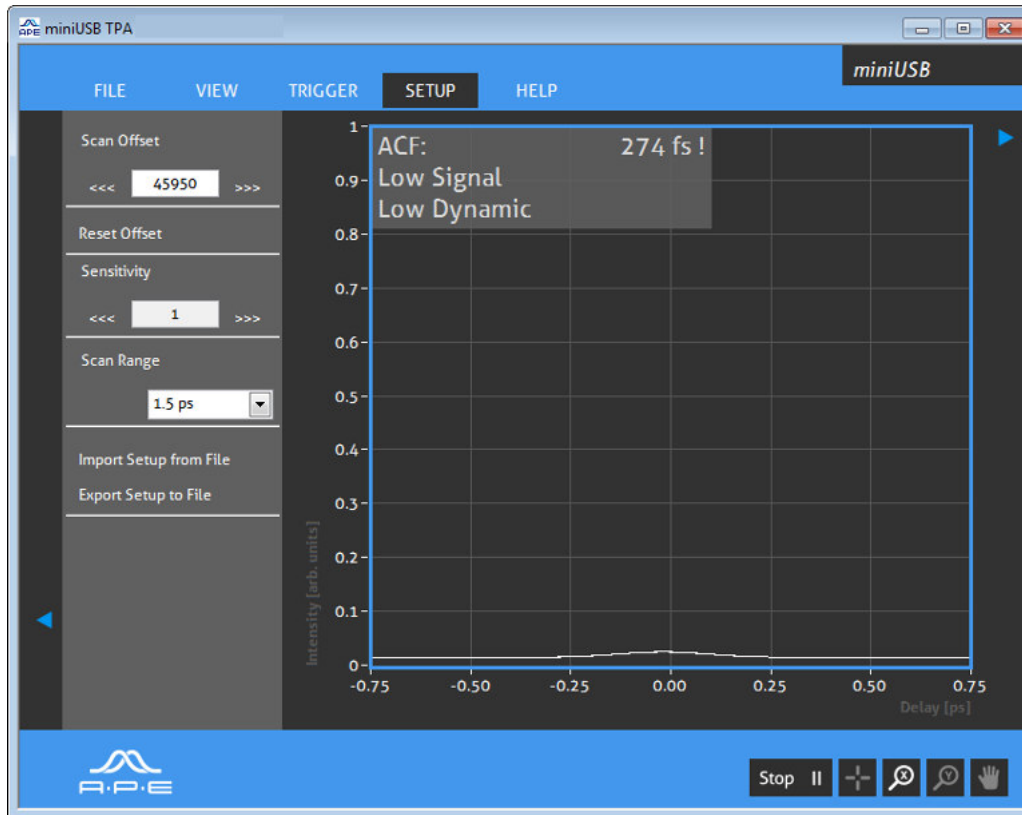 APE miniUSB TPA
miniUSB
FILE VIEW TRIGGER SETUP HELP
Scan Offset
<<< 45950 >>>
Reset Offset
Sensitivity
<<< 1 >>>
Scan Range
1.5 ps
Import Setup from File
Export Setup to File
ACF: 274 fs !
Low Signal
Low Dynamic
1
0.9
0.8
0.7
0.6
0.5
0.4
0.3
0.2
0.1
0
Intensity [arb. units]
-0.75 -0.50 -0.25 0.00 0.25 0.50 0.75
Delay [ps]
A·P·E
Stop II
X
Y